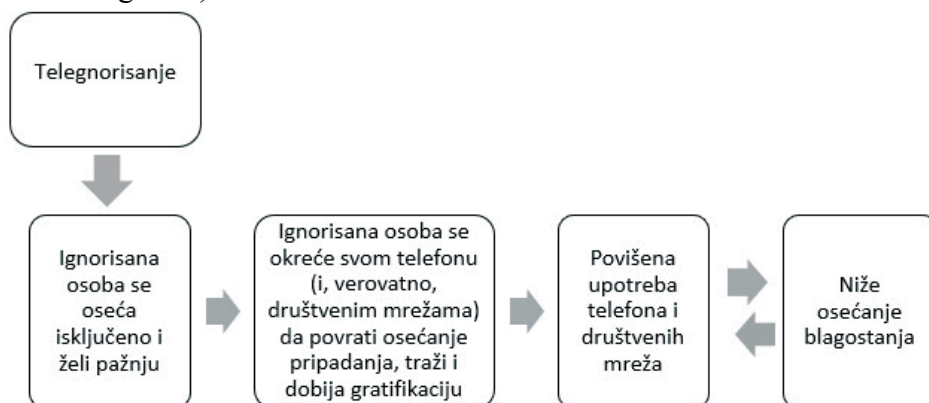 Telegnorisanje
Ignorisana
osoba se
oseća
isključeno i
želi pažnju
Ignorisana osoba se
okreće svom telefonu
(i, verovatno,
društvenim mrežama)
da povrati osećanje
pripadanja, traži i
dobija gratifikaciju
Povišena
upotreba
telefona i
društvenih
mreža
Niže
osećanje
blagostanja